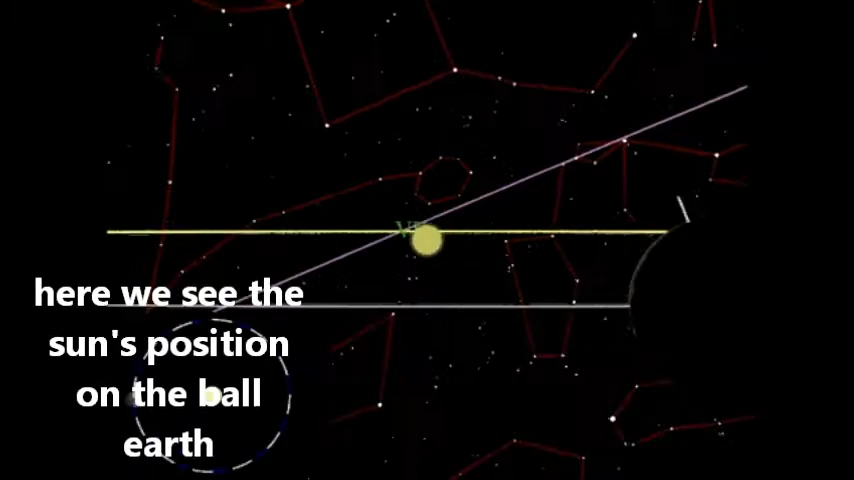 here we see the
sun's position
on the ball
earth